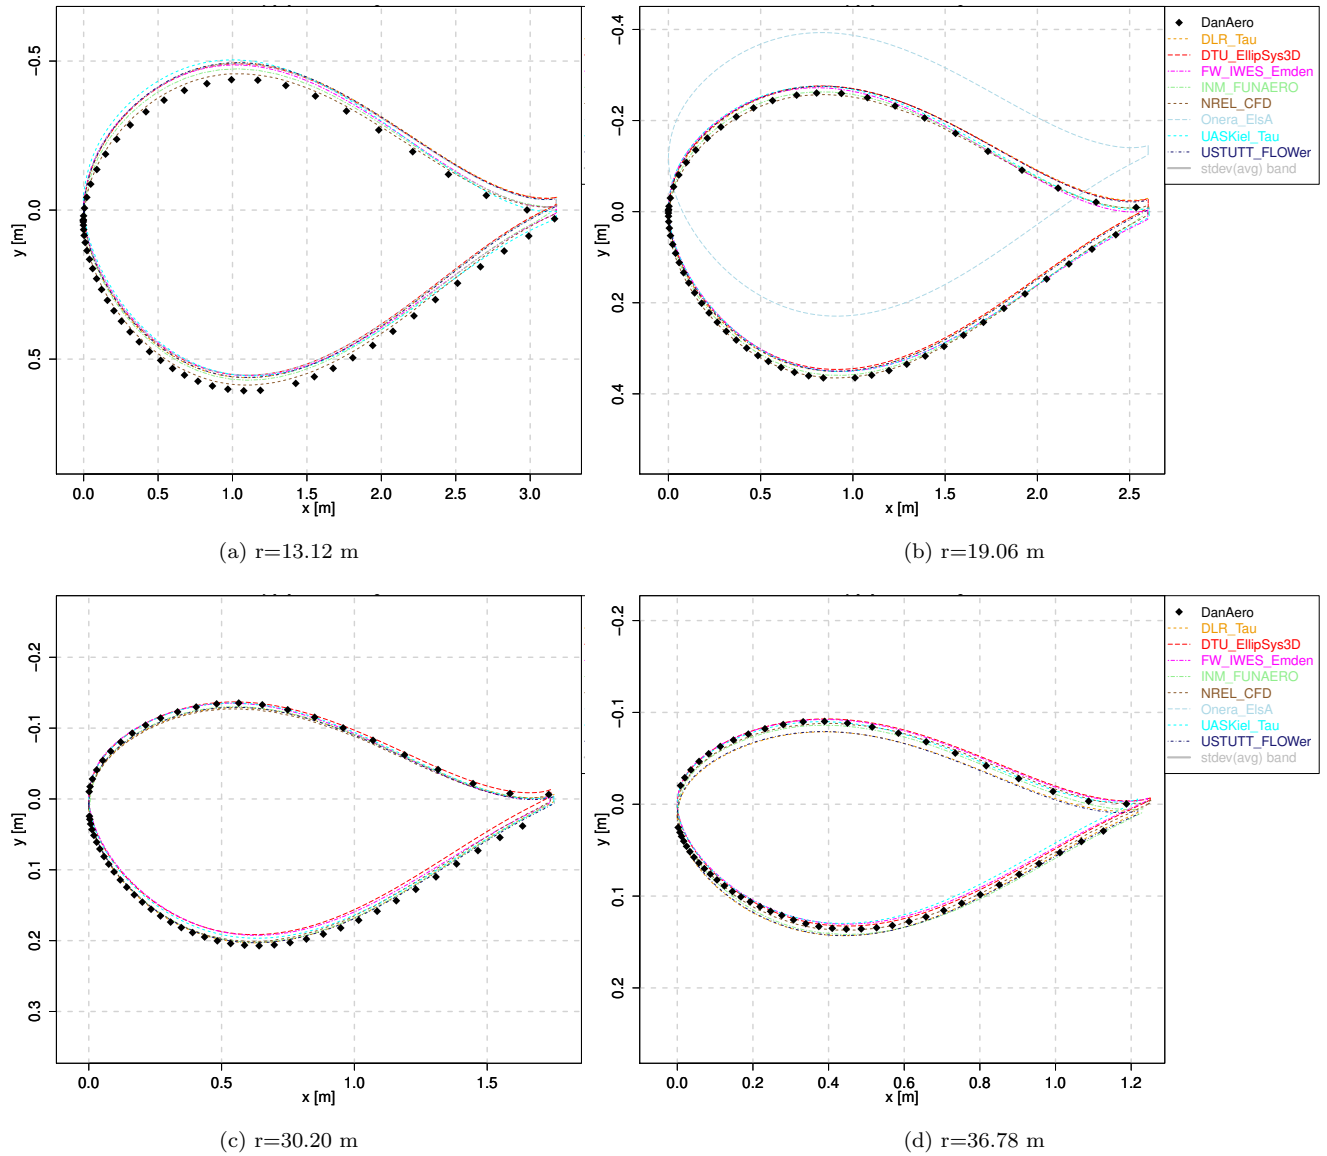 -0.5
0.0
0.5
y [m]
0.0 0.5 1.0 1.5 2.0 2.5 3.0
x [m]
(a) r=13.12 m
-0.4
-0.2
0.0
0.2
0.4
y [m]
0.0 0.5 1.0 1.5 2.0 2.5
x [m]
(b) r=19.06 m
DanAero
DLR_Tau
DTU_EllipSys3D
FW_IWES_Emden
INM_FUNAERO
NREL_CFD
Onera_ElsA
UASKiel_Tau
USTUTT_FLOWer
stdev(avg) band
-0.2
-0.1
0.0
0.1
0.2
0.3
y [m]
0.0 0.5 1.0 1.5
x [m]
(c) r=30.20 m
-0.2
-0.1
0.0
0.1
0.2
y [m]
0.0 0.2 0.4 0.6 0.8 1.0 1.2
x [m]
(d) r=36.78 m
DanAero
DLR_Tau
DTU_EllipSys3D
FW_IWES_Emden
INM_FUNAERO
NREL_CFD
Onera_ElsA
UASKiel_Tau
USTUTT_FLOWer
stdev(avg) band